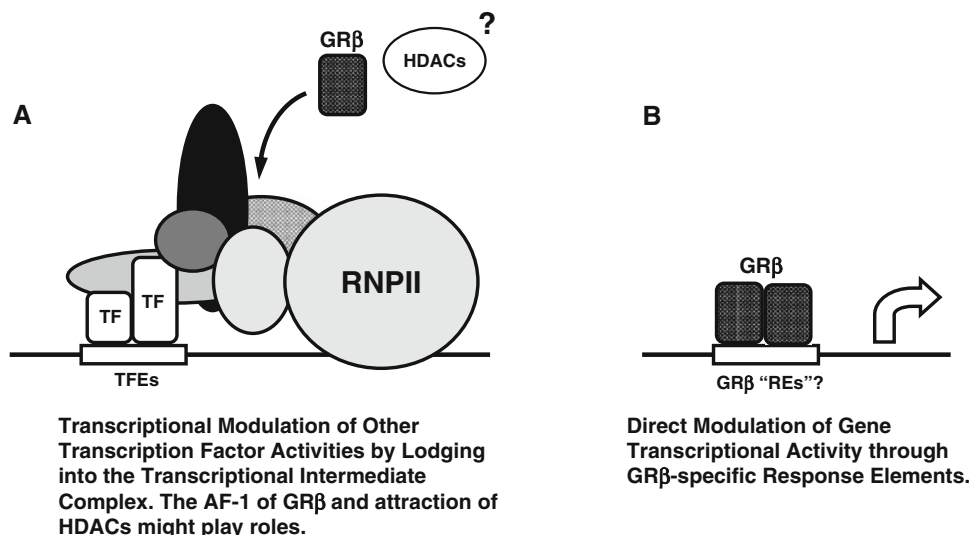 ?
GRβ
HDACs
A
RNPII
TF
TF
TFEs
Transcriptional Modulation of Other
Transcription Factor Activities by Lodging
into the Transcriptional Intermediate
Complex. The AF-1 of GRβ and attraction of
HDACs might play roles.
B
GRβ
GRβ “REs”?
Direct Modulation of Gene
Transcriptional Activity through
GRβ-specific Response Elements.